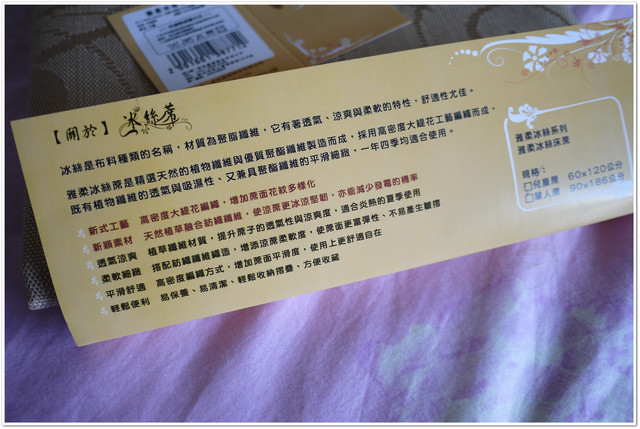 【關於】冰絲蓆
冰絲是布料種類的名稱，材質為聚脂纖維，它有著透氣、涼爽與柔軟的特性，舒適性尤佳。
雅柔冰絲蓆是精選天然的植物纖維與優質聚酯纖維製造而成，採用高密度大緹花工藝編織而成，
既有植物纖維的透氣與吸濕性、又兼具聚酯纖維的平滑細緻，一年四季均適合使用。
新式工藝 高密度大緹花編織，增加蓆面花紋多樣化
新穎素材 天然植草融合紡織纖維，使涼蓆更冰涼堅韌，亦能減少發霉的機率
透氣涼爽 植草纖維材質，提升蓆子的透氣性與涼爽度，適合炎熱的夏季使用
柔軟細緻 搭配紡織纖維織造，增添涼蓆柔軟度，使蓆面更富彈性、不易產生皺摺
平滑舒適 高密度編織方式，增加蓆面平滑度，使用上更舒適自在
輕鬆便利 易保養、易清潔、輕鬆收納摺疊、方便收藏
雅柔冰絲系列
雅柔冰絲床蓆
規格：
□兒童蓆 60x120公分
□單人蓆 90x186公分